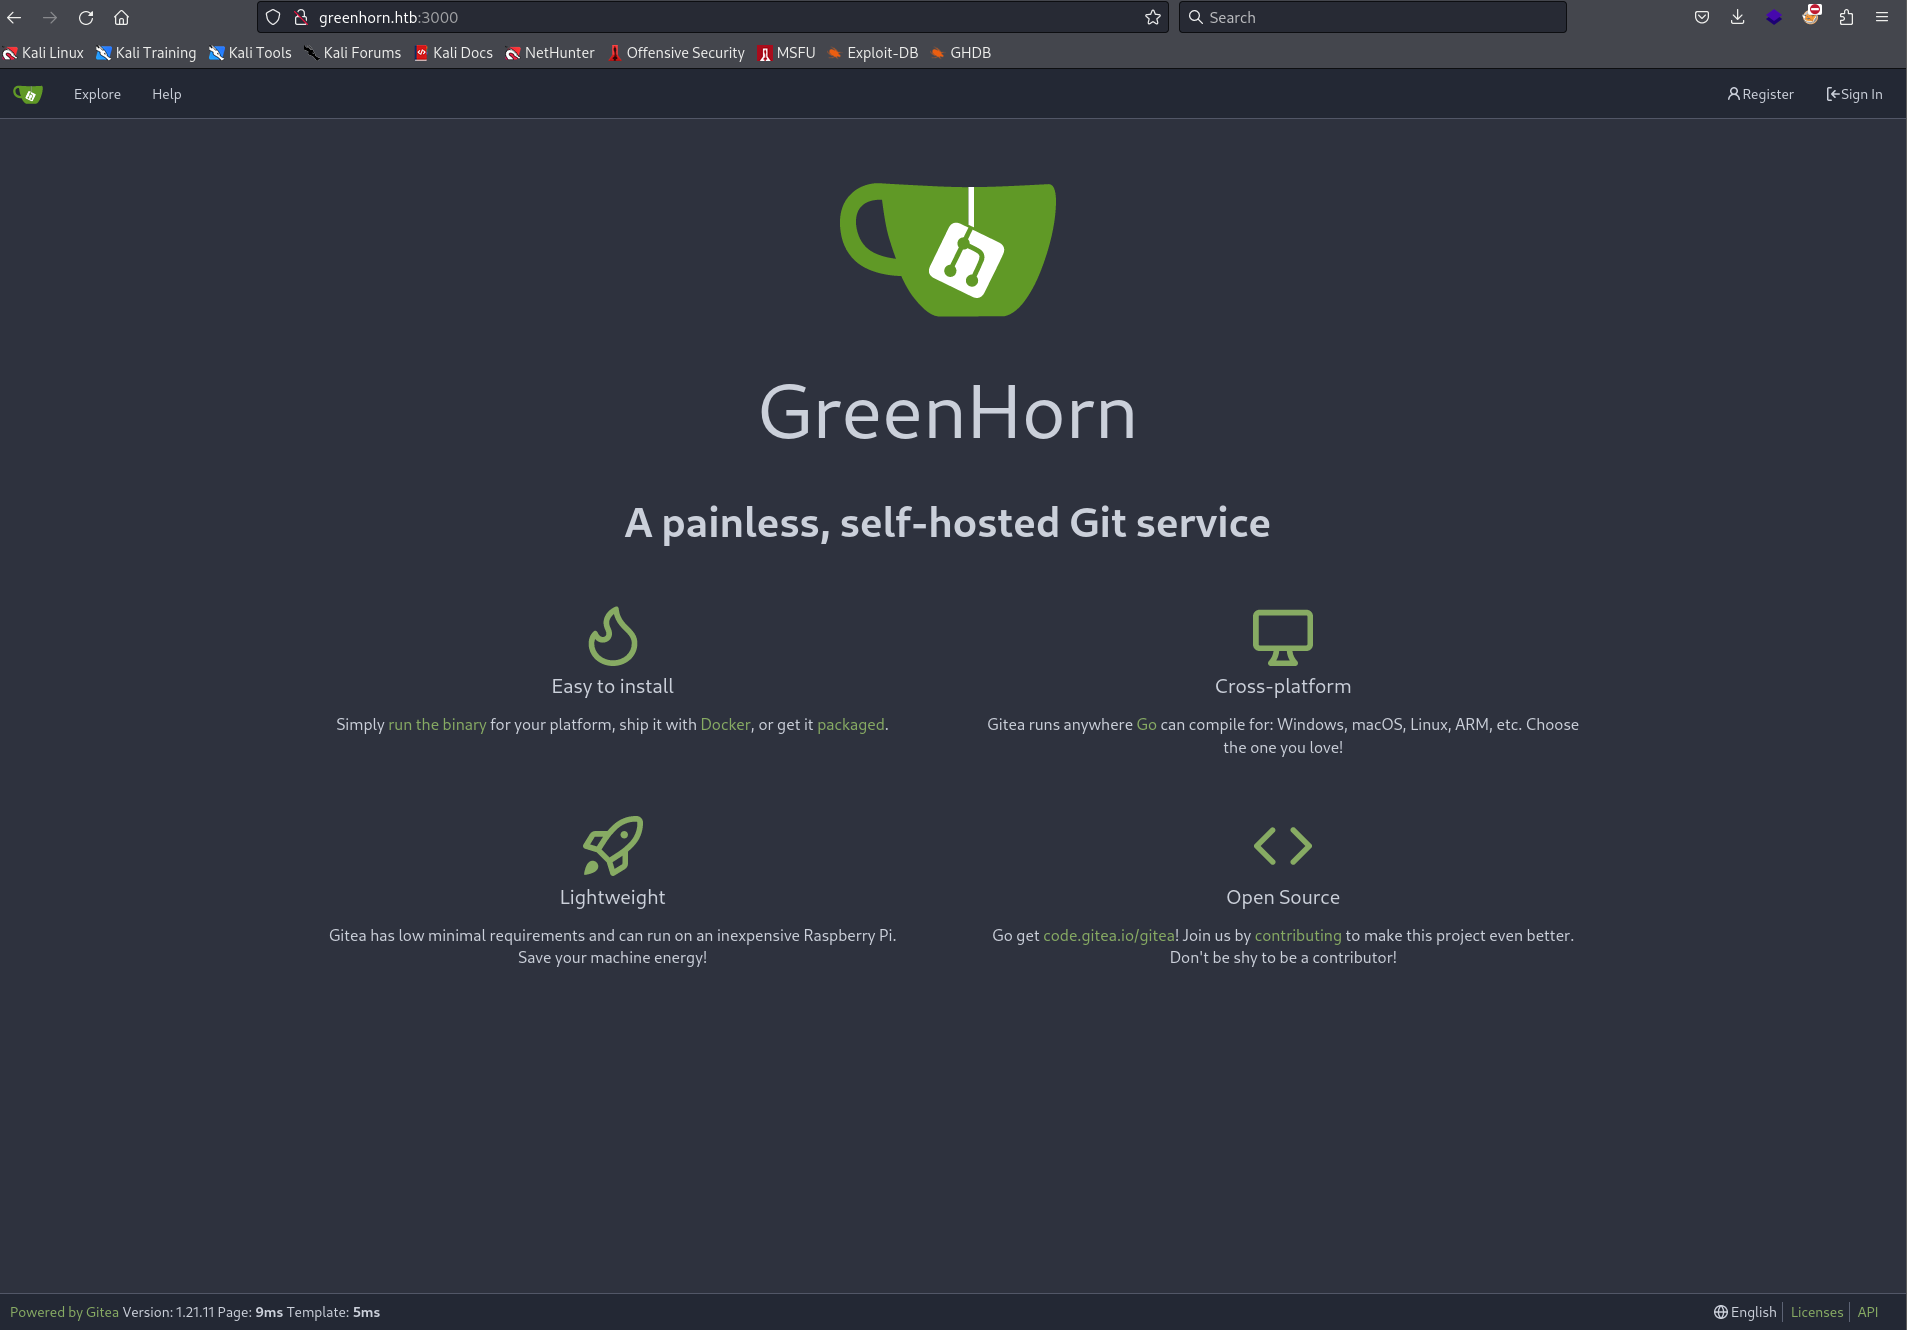 greenhorn.htb:3000
Search
Kali Linux Kali Training Kali Tools Kali Forums Kali Docs NetHunter Offensive Security MSFU Exploit-DB GHDB
Explore Help Register Sign In
GreenHorn
A painless, self-hosted Git service
Easy to install
Simply run the binary for your platform, ship it with Docker, or get it packaged.
Cross-platform
Gitea runs anywhere Go can compile for: Windows, macOS, Linux, ARM, etc. Choose
the one you love!
Lightweight
Gitea has low minimal requirements and can run on an inexpensive Raspberry Pi.
Save your machine energy!
Open Source
Go get code.gitea.io/gitea! Join us by contributing to make this project even better.
Don't be shy to be a contributor!
Powered by Gitea Version: 1.21.11 Page: 9ms Template: 5ms
English Licenses API